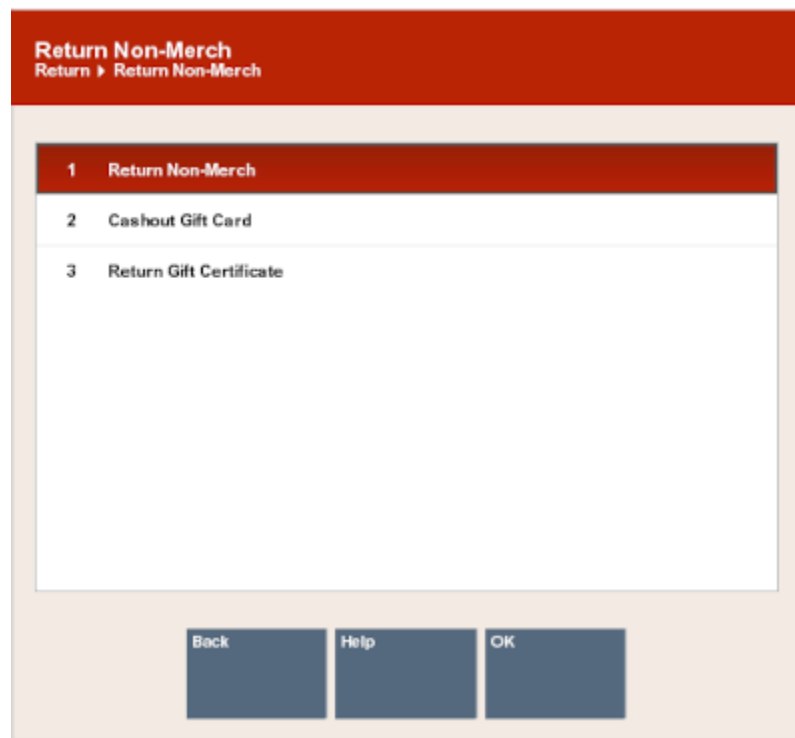 Return Non-Merch
Return ▸ Return Non-Merch
1 Return Non-Merch
2 Cashout Gift Card
3 Return Gift Certificate
Back Help OK